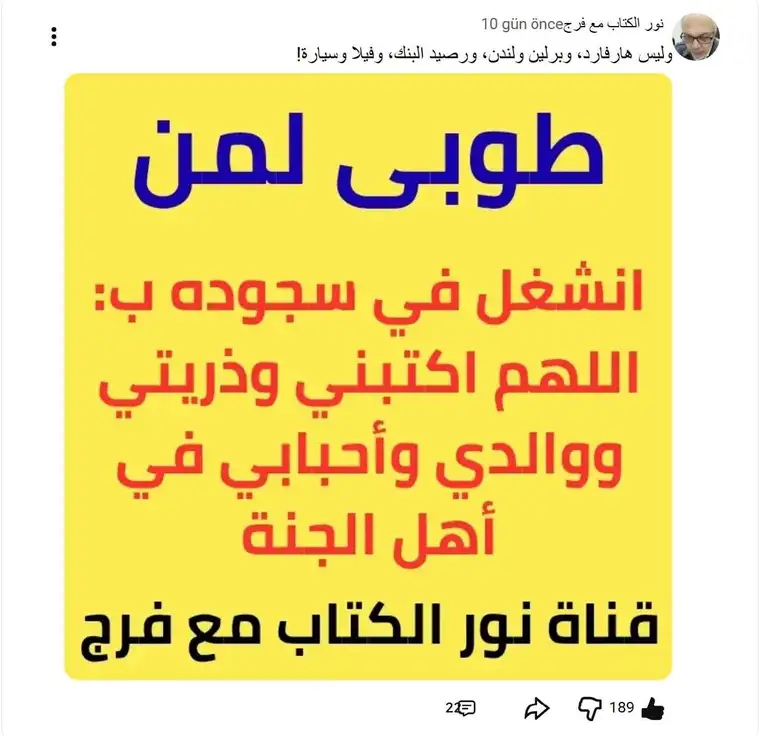 نور الكتاب مع فرج 10 gün önce
وليس هارفارد، وبرلين ولندن، ورصيد البنك، وفيلا وسيارة!
طوبى لمن
انشغل في سجوده ب:
اللهم اكتبني وذريتي
ووالدي وأحبابي في
أهل الجنة
قناة نور الكتاب مع فرج
189 22